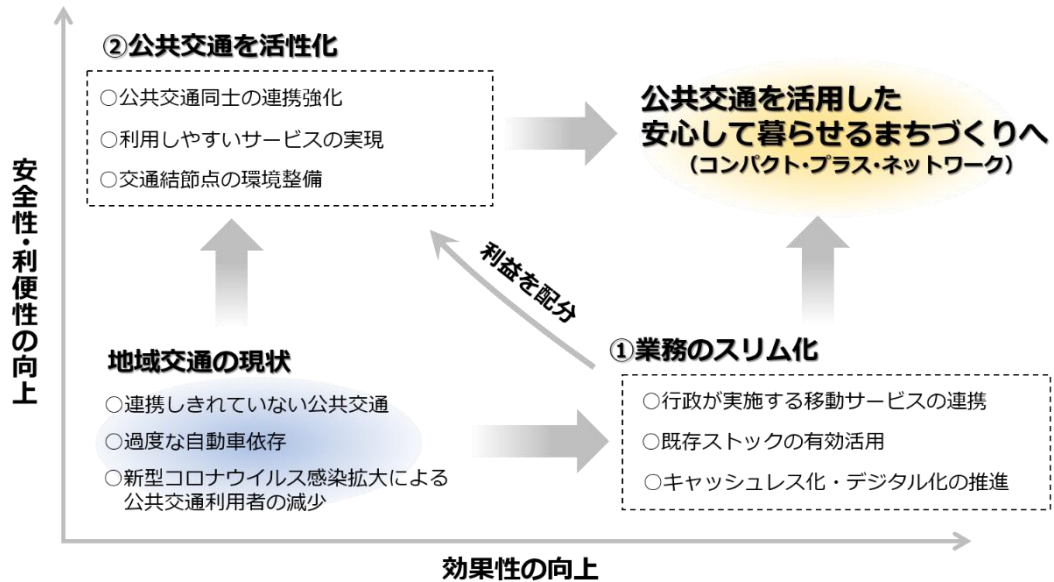 ②公共交通を活性化
○公共交通同士の連携強化
○利用しやすいサービスの実現
○交通結節点の環境整備
公共交通を活用した
安心して暮らせるまちづくりへ
（コンパクト･プラス･ネットワーク）
安全性･利便性の向上
利益を配分
地域交通の現状
○連携しきれていない公共交通
○過度な自動車依存
○新型コロナウイルス感染拡大による
公共交通利用者の減少
①業務のスリム化
○行政が実施する移動サービスの連携
○既存ストックの有効活用
○キャッシュレス化・デジタル化の推進
効果性の向上